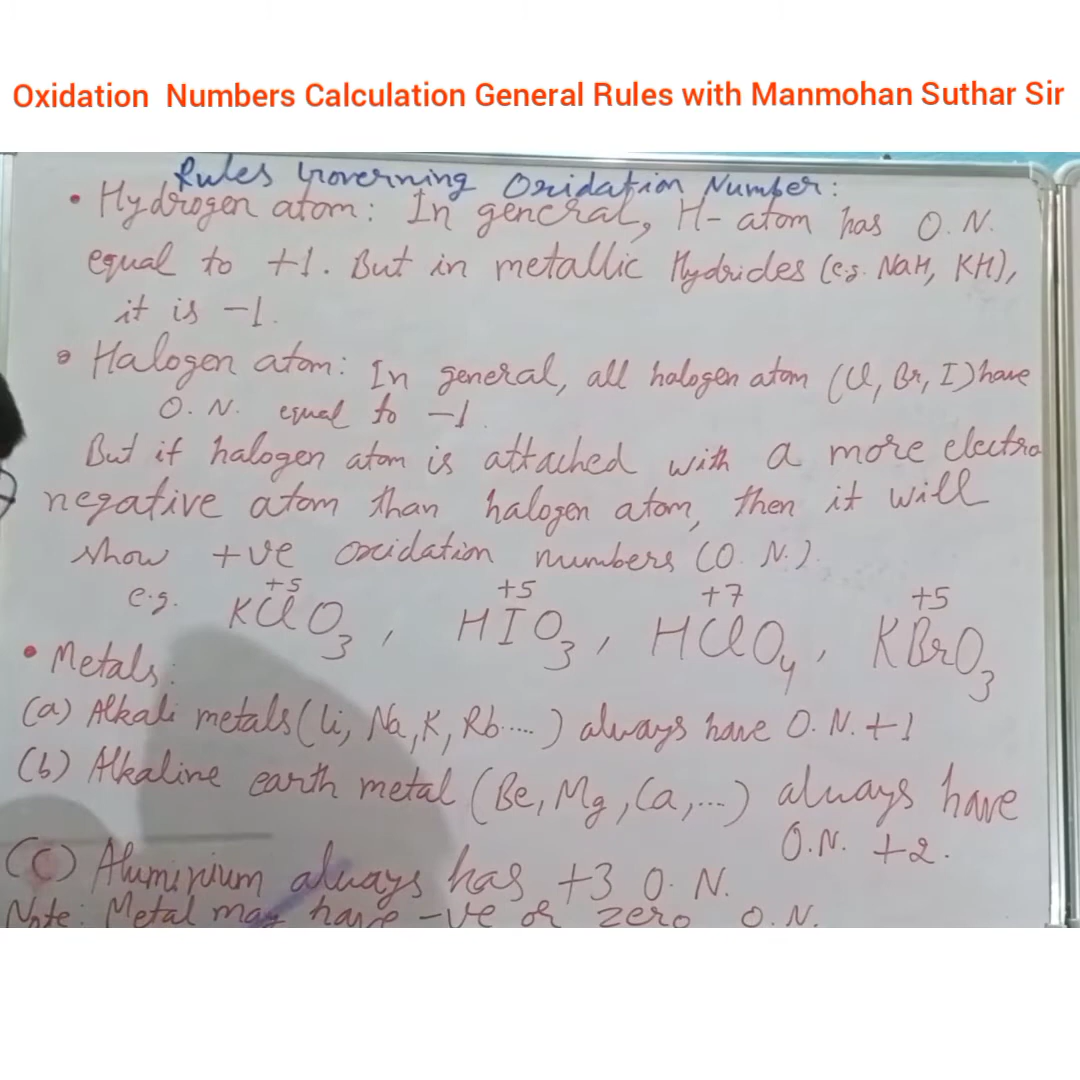 Oxidation Numbers Calculation General Rules with Manmohan Suthar Sir
Rules Governing Oxidation Number:
• Hydrogen atom: In general, H-atom has O.N.
equal to +1. But in metallic Hydrides (e.g. NaH, KH),
it is -1.
• Halogen atom: In general, all halogen atom (Cl, Br, I) have
O.N. equal to -1.
But if halogen atom is attached with a more electro
negative atom than halogen atom, then it will
show +ve oxidation numbers (O.N.).
+5 +5 +7 +5
e.g. KClO3, HIO3, HClO4, KBrO3
• Metals:
(a) Alkali metals (Li, Na, K, Rb.....) always have O.N. +1
(b) Alkaline earth metal (Be, Mg, Ca,...) always have
O.N. +2.
(C) Aluminium always has +3 O.N.
Note: Metal may have -ve or zero O.N.